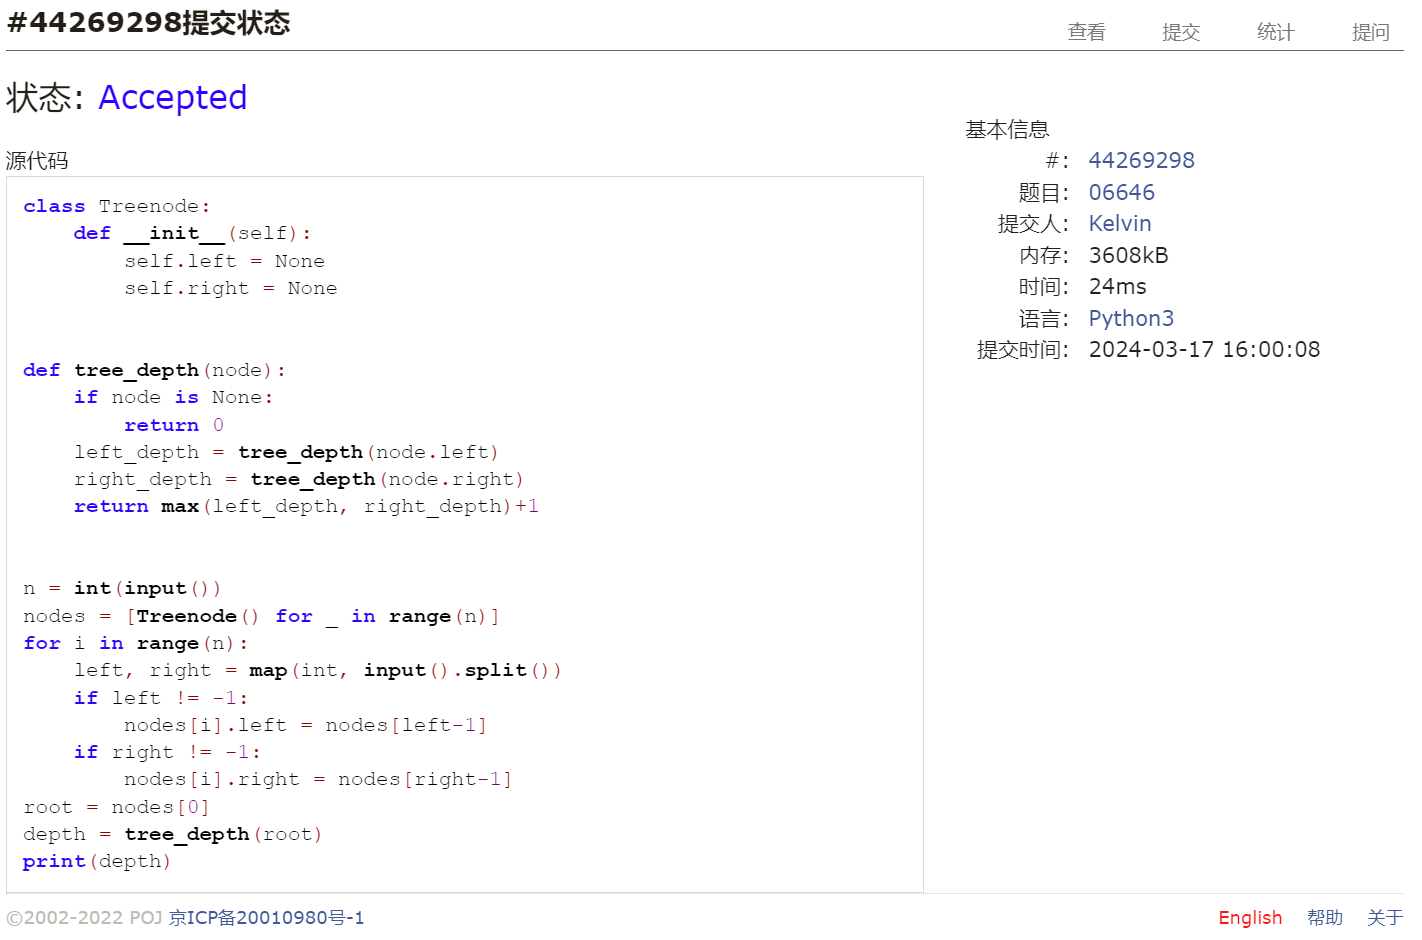 #44269298提交状态
查看 提交 统计 提问
状态: Accepted
源代码
class Treenode:
    def __init__(self):
        self.left = None
        self.right = None


def tree_depth(node):
    if node is None:
        return 0
    left_depth = tree_depth(node.left)
    right_depth = tree_depth(node.right)
    return max(left_depth, right_depth)+1


n = int(input())
nodes = [Treenode() for _ in range(n)]
for i in range(n):
    left, right = map(int, input().split())
    if left != -1:
        nodes[i].left = nodes[left-1]
    if right != -1:
        nodes[i].right = nodes[right-1]
root = nodes[0]
depth = tree_depth(root)
print(depth)
基本信息
#: 44269298
题目: 06646
提交人: Kelvin
内存: 3608kB
时间: 24ms
语言: Python3
提交时间: 2024-03-17 16:00:08
©2002-2022 POJ 京ICP备20010980号-1
English 帮助 关于